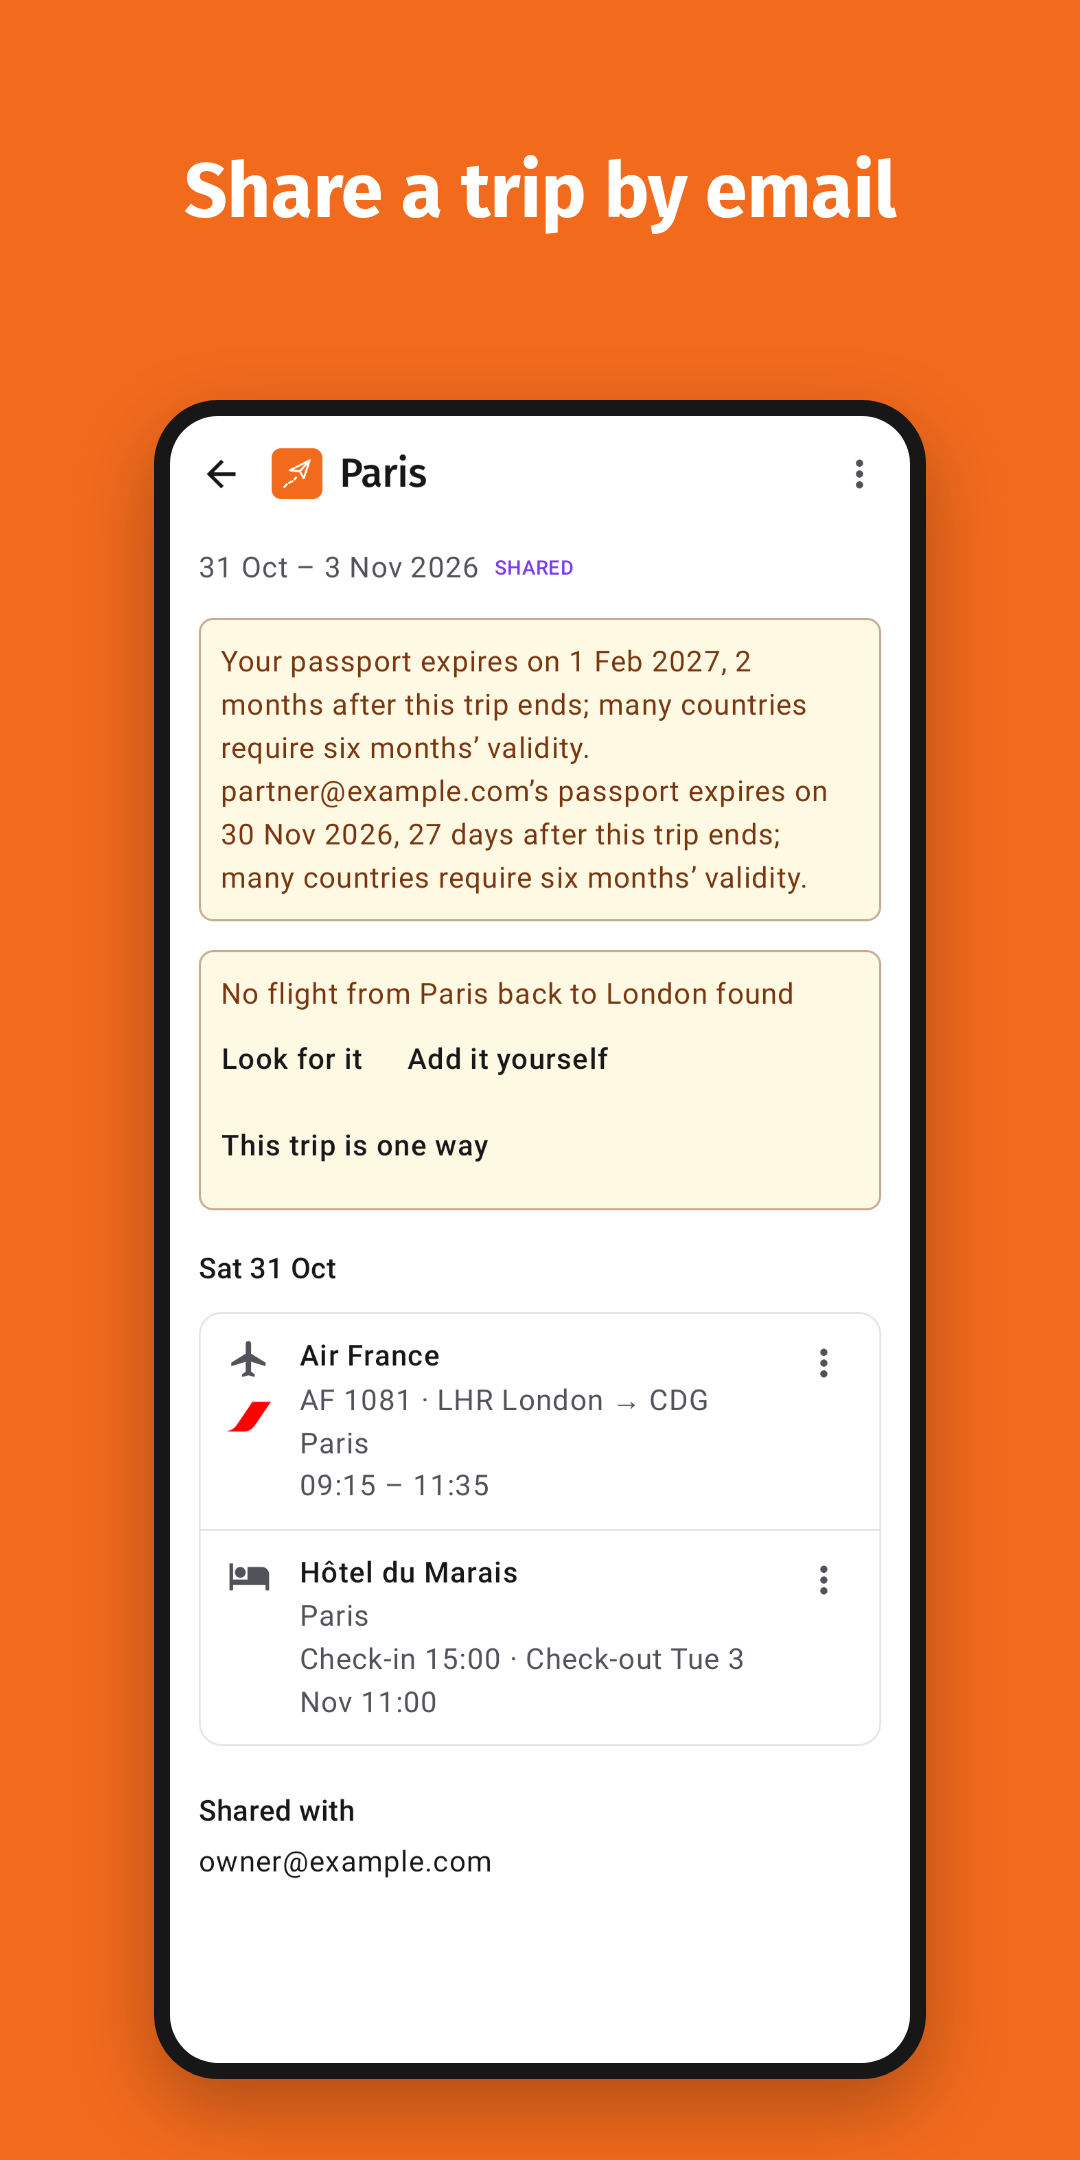 Share a trip by email
Paris
31 Oct – 3 Nov 2026 SHARED
Your passport expires on 1 Feb 2027, 2
months after this trip ends; many countries
require six months’ validity.
partner@example.com’s passport expires on
30 Nov 2026, 27 days after this trip ends;
many countries require six months’ validity.
No flight from Paris back to London found
Look for it Add it yourself
This trip is one way
Sat 31 Oct
Air France
AF 1081 · LHR London → CDG
Paris
09:15 – 11:35
Hôtel du Marais
Paris
Check-in 15:00 · Check-out Tue 3
Nov 11:00
Shared with
owner@example.com